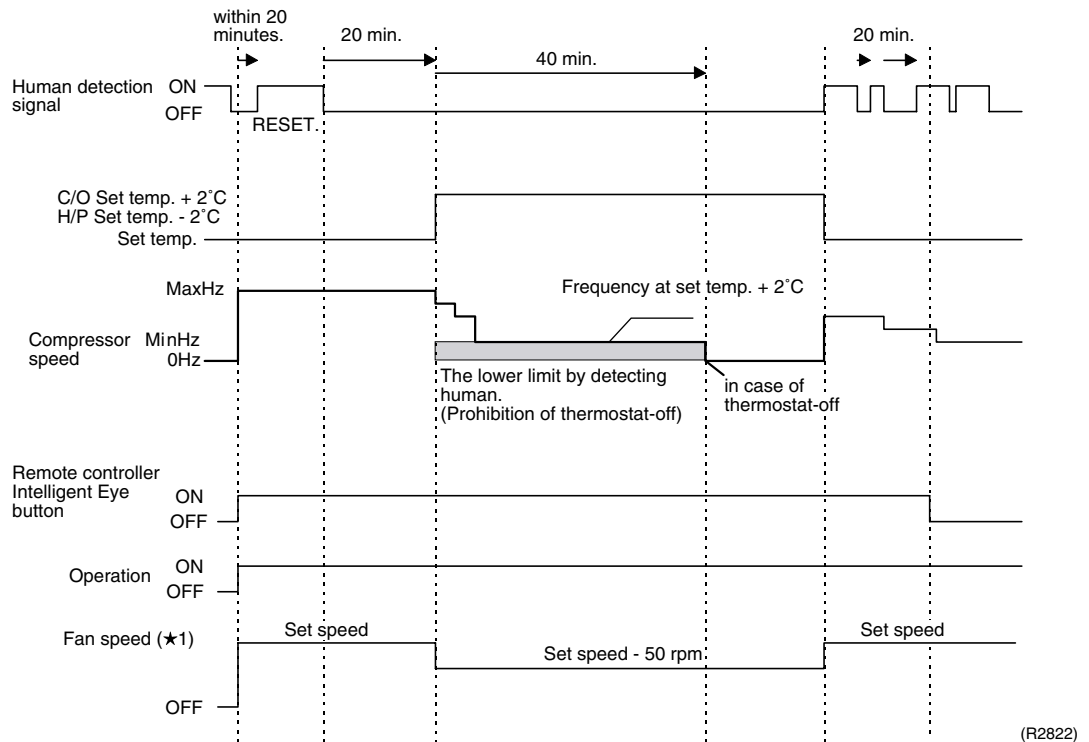 within 20
minutes.
20 min.
40 min.
20 min.
Human detection
signal
ON
OFF
RESET.
C/O Set temp. + 2˚C
H/P Set temp. - 2˚C
Set temp.
MaxHz
Frequency at set temp. + 2˚C
Compressor
speed
MinHz
0Hz
The lower limit by detecting
human.
(Prohibition of thermostat-off)
in case of
thermostat-off
Remote controller
Intelligent Eye
button
ON
OFF
Operation
ON
OFF
Fan speed (★1)
Set speed
Set speed - 50 rpm
Set speed
OFF
(R2822)